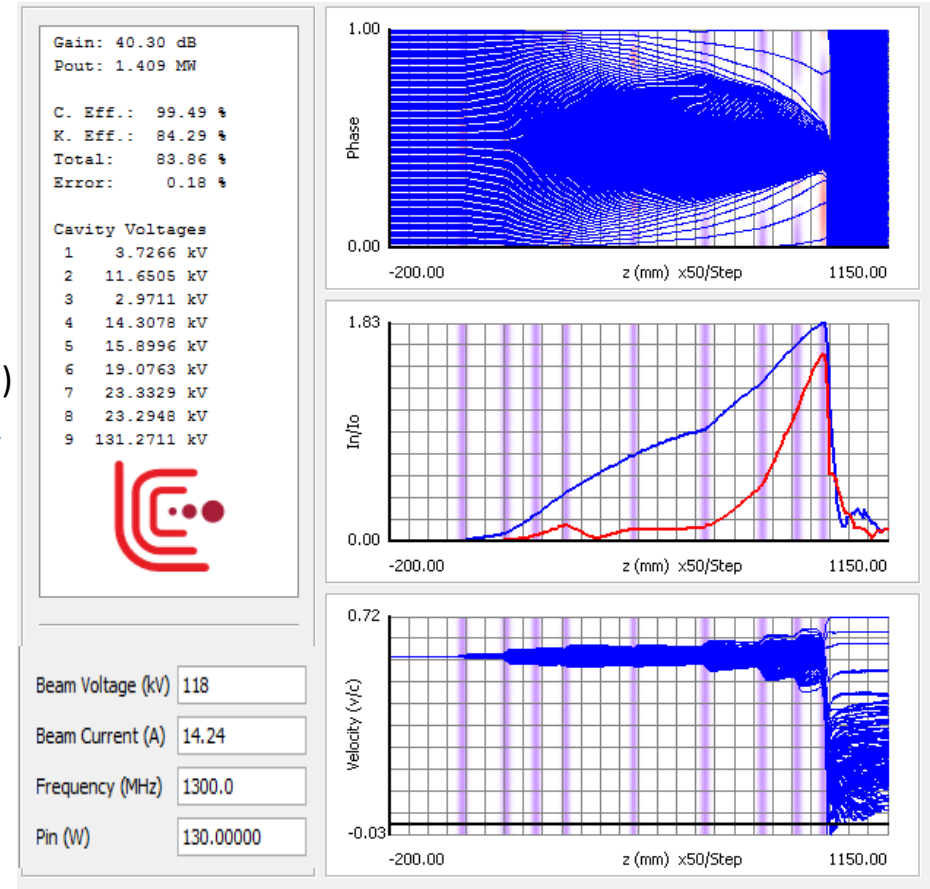 Gain: 40.30 dB
Pout: 1.409 MW
C. Eff.: 99.49 %
K. Eff.: 84.29 %
Total: 83.86 %
Error: 0.18 %
Cavity Voltages
1 3.7266 kV
2 11.6505 kV
3 2.9711 kV
4 14.3078 kV
5 15.8996 kV
6 19.0763 kV
7 23.3329 kV
8 23.2948 kV
9 131.2711 kV
)
Beam Voltage (kV) 118
Beam Current (A) 14.24
Frequency (MHz) 1300.0
Pin (W) 130.00000
1.00
Phase
0.00
-200.00 z (mm) x50/Step 1150.00
1.83
In/Io
0.00
-200.00 z (mm) x50/Step 1150.00
0.72
Velocity (v/c)
-0.03
-200.00 z (mm) x50/Step 1150.00